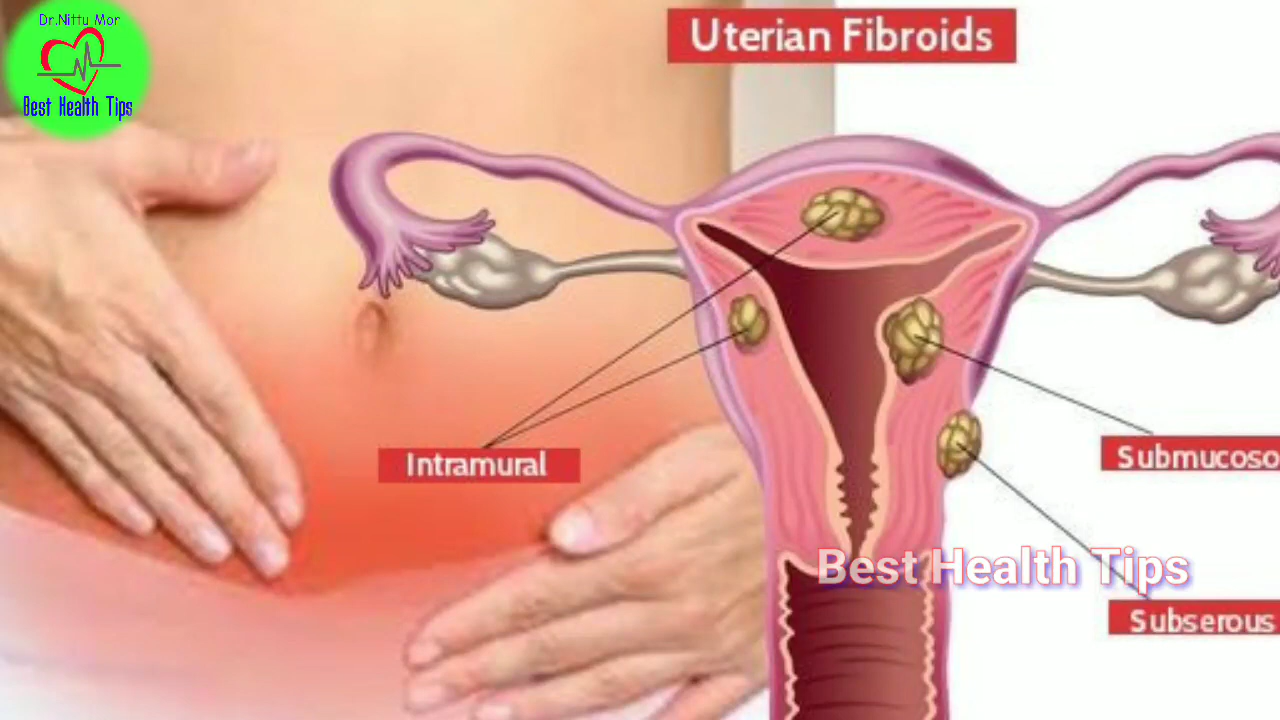 Dr.Nittu Mor
Best Health Tips
Uterian Fibroids
Intramural
Submucoso
Best Health Tips
Subserous